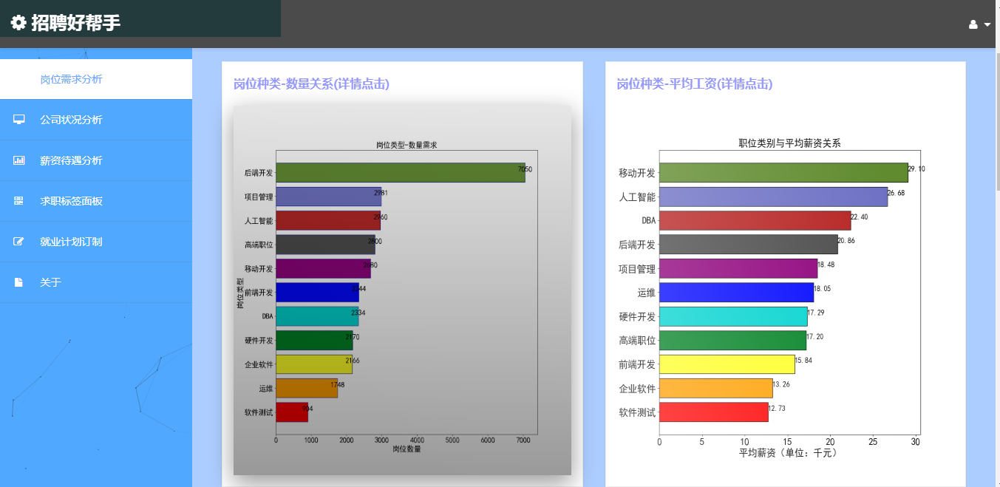 招聘好帮手
岗位需求分析
公司状况分析
薪资待遇分析
求职标签面板
就业计划订制
关于
岗位种类-数量关系(详情点击)
岗位类型-数量需求
岗位类型
后端开发 7050
项目管理 2981
人工智能 2960
高端职位 2800
移动开发 2680
前端开发 2344
DBA 2334
硬件开发 2170
企业软件 2166
运维 1748
软件测试 904
0 1000 2000 3000 4000 5000 6000 7000
岗位数量
岗位种类-平均工资(详情点击)
职位类别与平均薪资关系
移动开发 29.10
人工智能 26.68
DBA 22.40
后端开发 20.86
项目管理 18.48
运维 18.05
硬件开发 17.29
高端职位 17.20
前端开发 15.84
企业软件 13.26
软件测试 12.73
0 5 10 15 20 25 30
平均薪资（单位：千元）